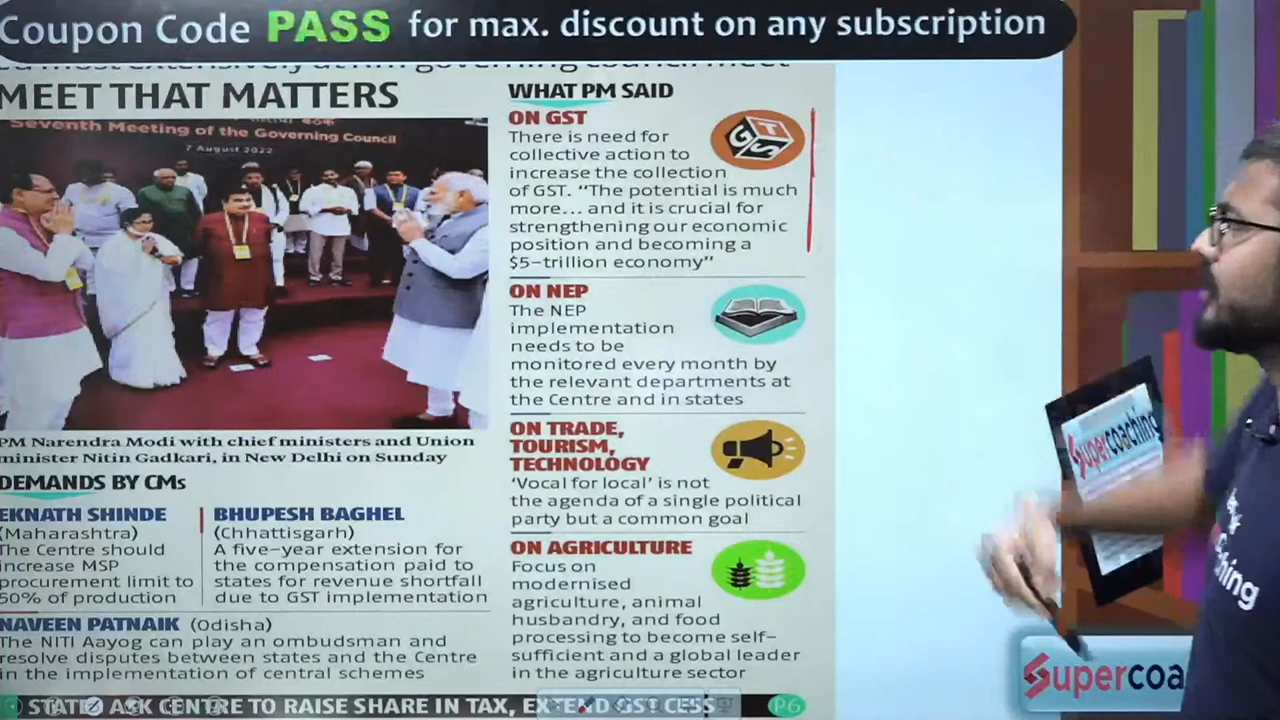 Coupon Code PASS for max. discount on any subscription
governing council meet
MEET THAT MATTERS
Seventh Meeting of the Governing Council
7 August 2022
PM Narendra Modi with chief ministers and Union
minister Nitin Gadkari, in New Delhi on Sunday
DEMANDS BY CMs
EKNATH SHINDE
(Maharashtra)
The Centre should
increase MSP
procurement limit to
50% of production
BHUPESH BAGHEL
(Chhattisgarh)
A five-year extension for
the compensation paid to
states for revenue shortfall
due to GST implementation
NAVEEN PATNAIK (Odisha)
The NITI Aayog can play an ombudsman and
resolve disputes between states and the Centre
in the implementation of central schemes
WHAT PM SAID
ON GST
There is need for
collective action to
increase the collection
of GST. “The potential is much
more... and it is crucial for
strengthening our economic
position and becoming a
$5-trillion economy”
GST
ON NEP
The NEP
implementation
needs to be
monitored every month by
the relevant departments at
the Centre and in states
ON TRADE,
TOURISM,
TECHNOLOGY
‘Vocal for local’ is not
the agenda of a single political
party but a common goal
ON AGRICULTURE
Focus on
modernised
agriculture, animal
husbandry, and food
processing to become self-
sufficient and a global leader
in the agriculture sector
STATES ASK CENTRE TO RAISE SHARE IN TAX, EXTEND GST CESS P6
Supercoaching
Supercoa